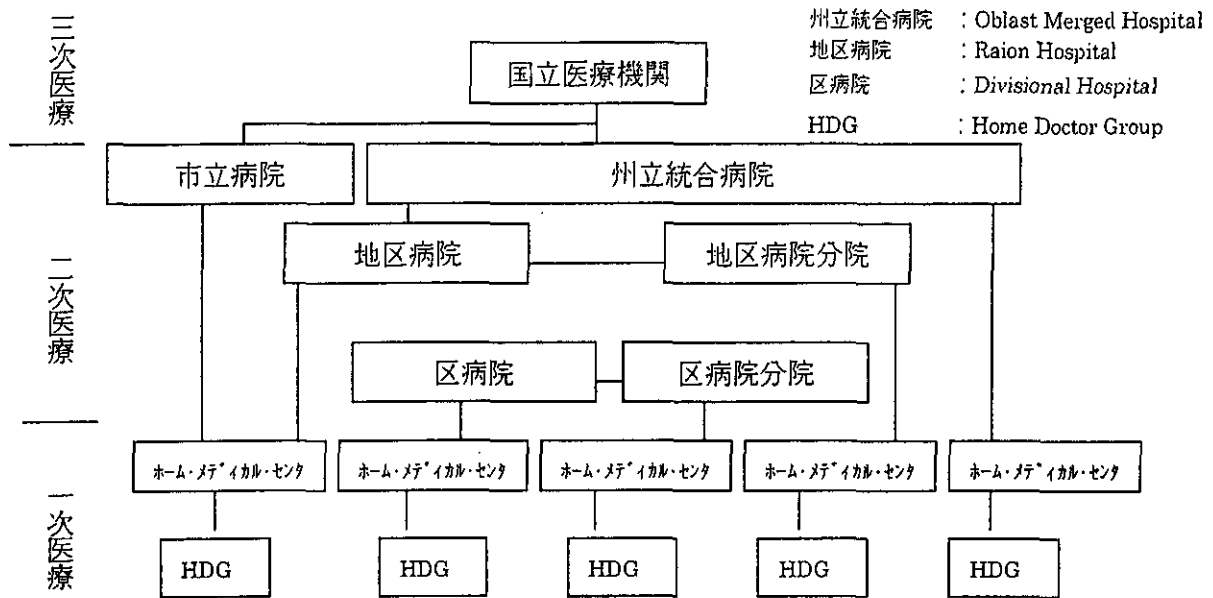 三次医療
州立統合病院 : Oblast Merged Hospital
地区病院 : Raion Hospital
区病院 : Divisional Hospital
HDG : Home Doctor Group
国立医療機関
市立病院
州立統合病院
二次医療
地区病院
地区病院分院
区病院
区病院分院
一次医療
ホーム・メディカル・センタ
ホーム・メディカル・センタ
ホーム・メディカル・センタ
ホーム・メディカル・センタ
ホーム・メディカル・センタ
HDG
HDG
HDG
HDG
HDG